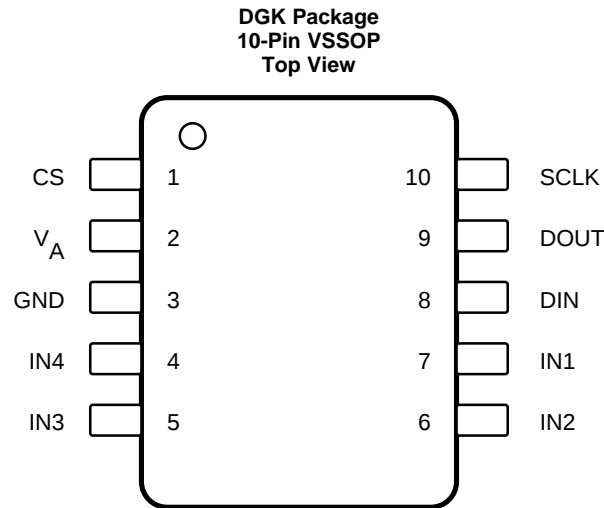 DGK Package
10-Pin VSSOP
Top View
CS 1 10 SCLK
VA 2 9 DOUT
GND 3 8 DIN
IN4 4 7 IN1
IN3 5 6 IN2